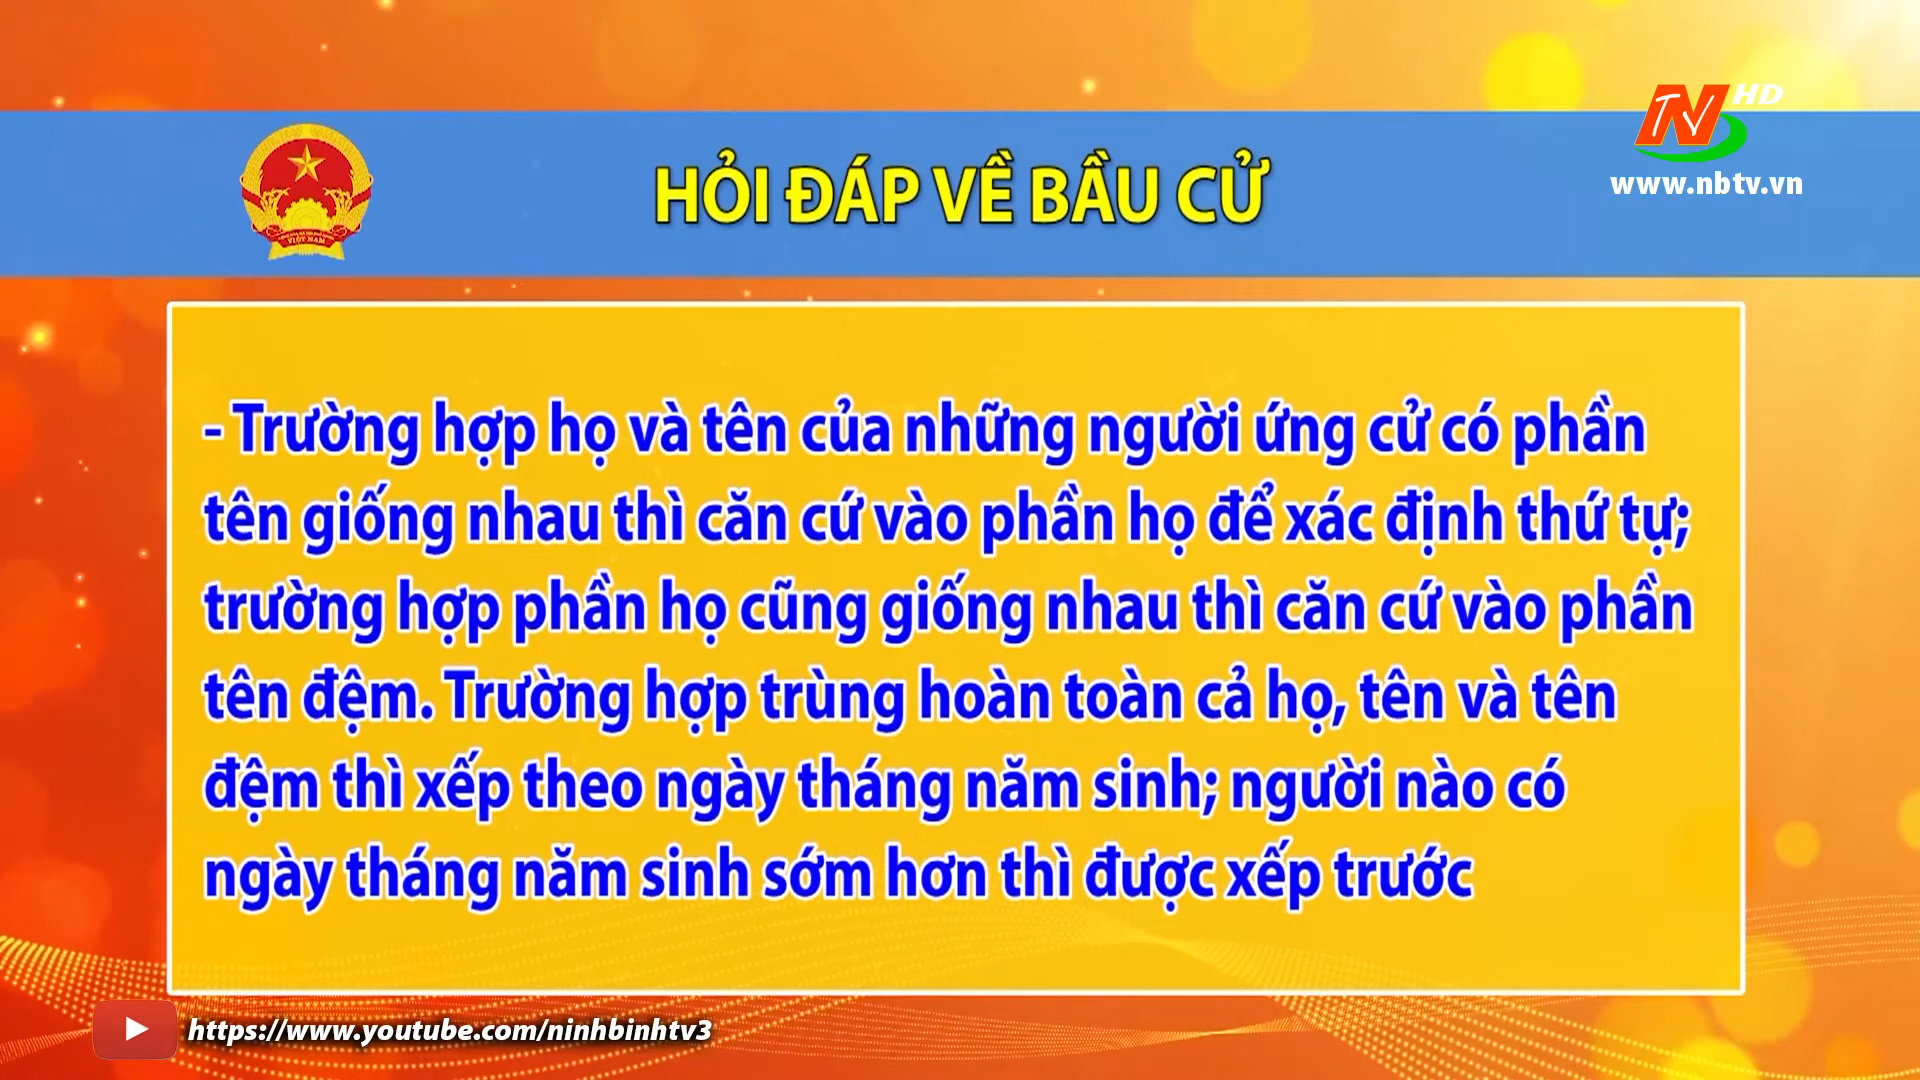 HD
NTV
www.nbtv.vn
HỎI ĐÁP VỀ BẦU CỬ
VIỆT NAM
- Trường hợp họ và tên của những người ứng cử có phần
tên giống nhau thì căn cứ vào phần họ để xác định thứ tự;
trường hợp phần họ cũng giống nhau thì căn cứ vào phần
tên đệm. Trường hợp trùng hoàn toàn cả họ, tên và tên
đệm thì xếp theo ngày tháng năm sinh; người nào có
ngày tháng năm sinh sớm hơn thì được xếp trước
https://www.youtube.com/ninhbinhtv3